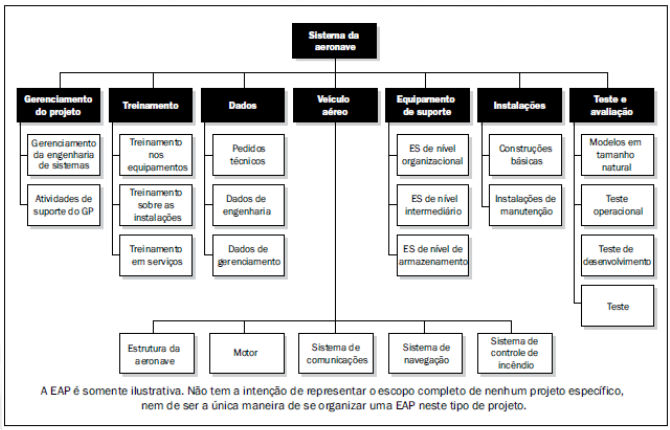 Sistema da
aeronave
Gerenciamento
do projeto
Treinamento
Dados
Veículo
aéreo
Equipamento
de suporte
Instalações
Teste e
avaliação
Gerenciamento
da engenharia
de sistemas
Atividades de
suporte do GP
Treinamento
nos
equipamentos
Treinamento
sobre as
instalações
Treinamento
em serviços
Pedidos
técnicos
Dados de
engenharia
Dados de
gerenciamento
ES de nível
organizacional
ES de nível
intermediário
ES de nível de
armazenamento
Construções
básicas
Instalações
de manutenção
Modelos em
tamanho
natural
Teste
operacional
Teste de
desenvolvimento
Teste
Estrutura da
aeronave
Motor
Sistema de
comunicações
Sistema de
navegação
Sistema de
controle de
incêndio
A EAP é somente ilustrativa. Não tem a intenção de representar o escopo completo de nenhum projeto específico,
nem de ser a única maneira de se organizar uma EAP neste tipo de projeto.